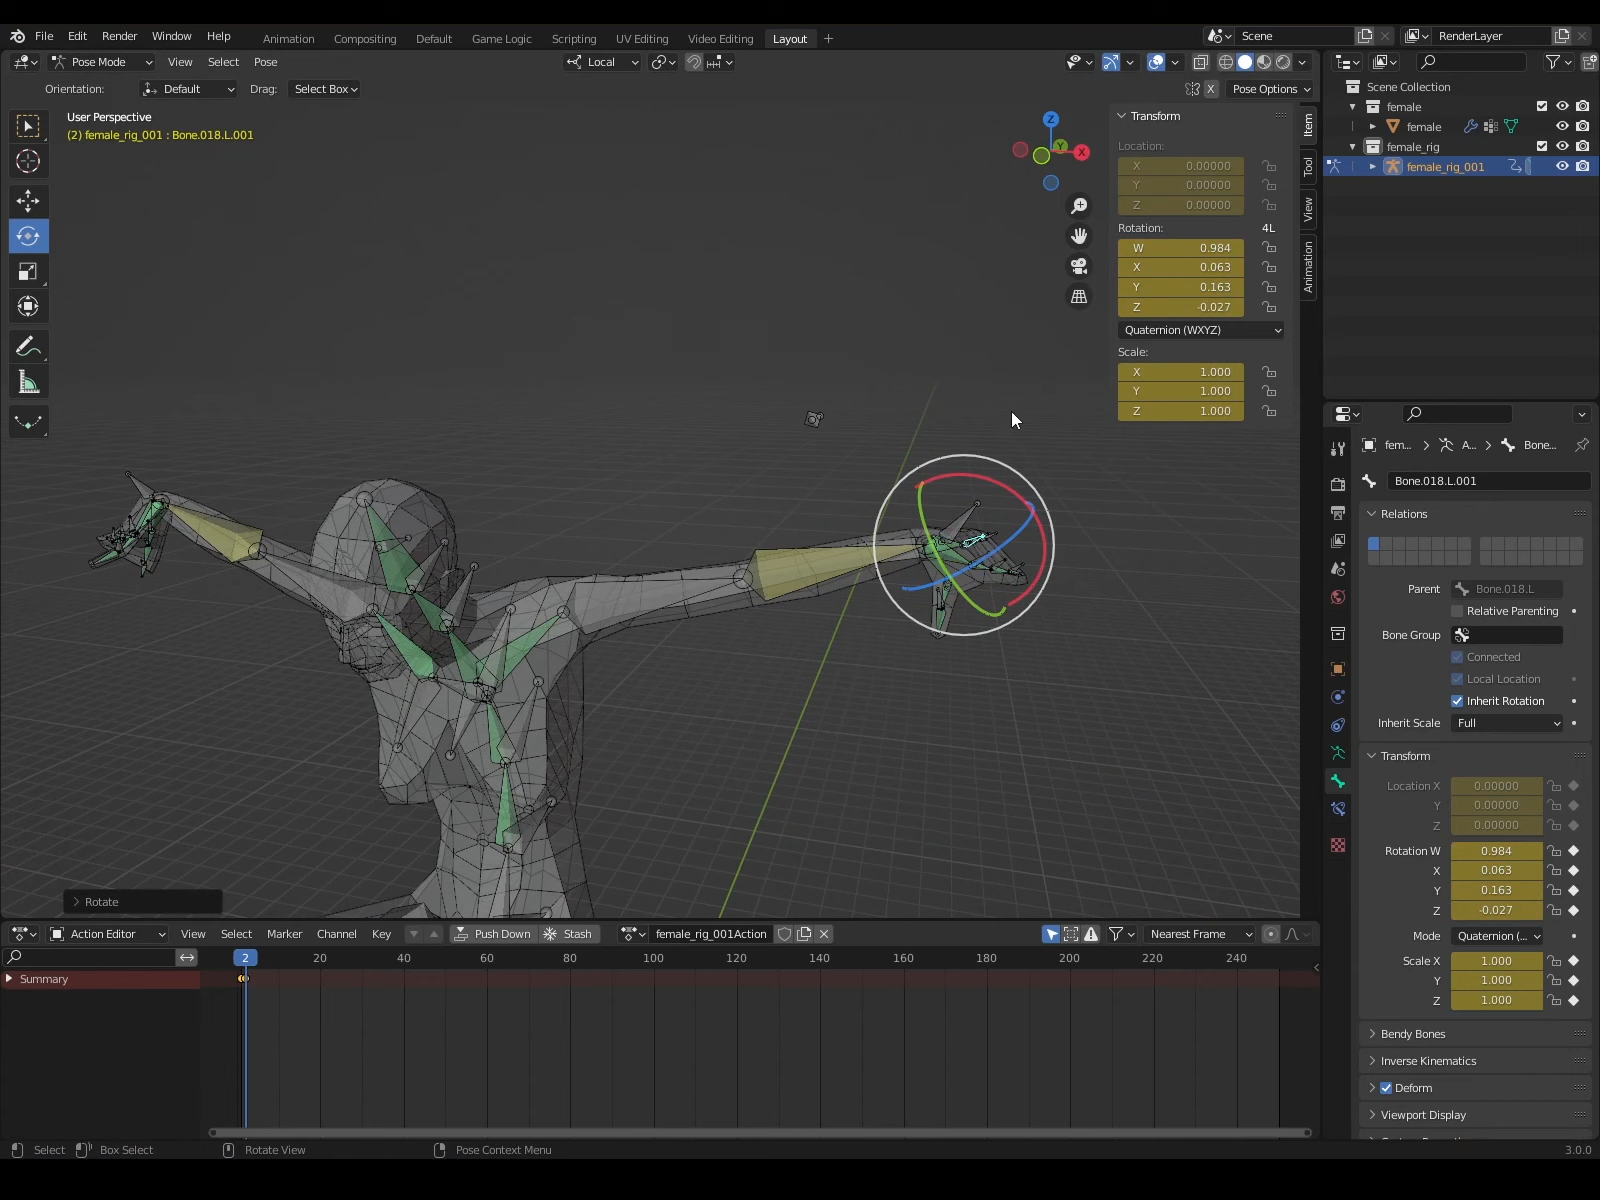 File Edit Render Window Help Animation Compositing Default Game Logic Scripting UV Editing Video Editing Layout + Scene RenderLayer
Pose Mode View Select Pose Local
Orientation: Default Drag: Select Box X Pose Options
User Perspective
(2) female_rig_001 : Bone.018.L.001
Z
Y
X
Transform
Location:
X 0.00000
Y 0.00000
Z 0.00000
Rotation: 4L
W 0.984
X 0.063
Y 0.163
Z -0.027
Quaternion (WXYZ)
Scale:
X 1.000
Y 1.000
Z 1.000
Item
Tool
View
Animation
Rotate
Scene Collection
female
female
female_rig
female_rig_001
fem... A... Bone...
Bone.018.L.001
Relations
Parent Bone.018.L
Relative Parenting
Bone Group
Connected
Local Location
Inherit Rotation
Inherit Scale Full
Transform
Location X 0.00000
Y 0.00000
Z 0.00000
Rotation W 0.984
X 0.063
Y 0.163
Z -0.027
Mode Quaternion (...
Scale X 1.000
Y 1.000
Z 1.000
Bendy Bones
Inverse Kinematics
Deform
Viewport Display
Action Editor View Select Marker Channel Key Push Down Stash female_rig_001Action Nearest Frame
2 20 40 60 80 100 120 140 160 180 200 220 240
Summary
Select Box Select Rotate View Pose Context Menu 3.0.0